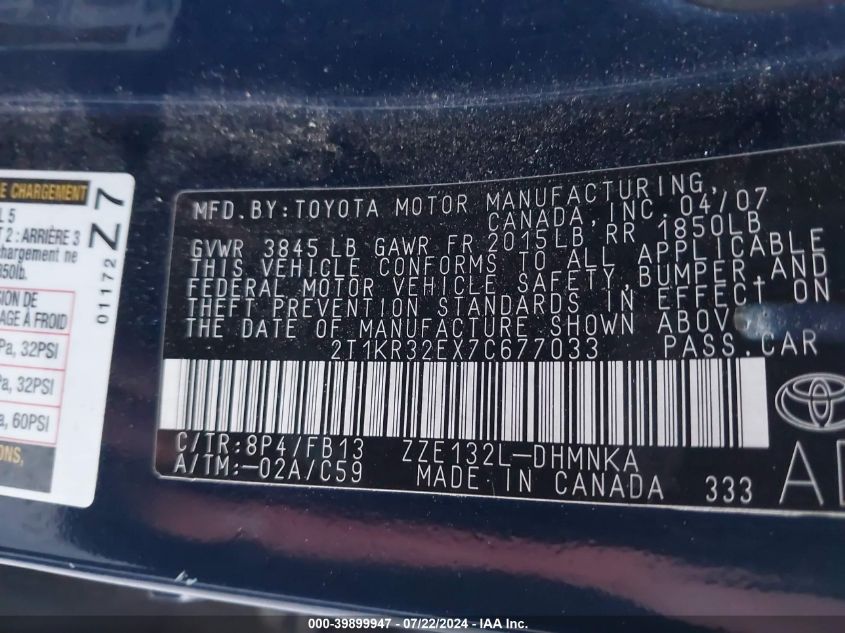 E CHARGEMENT
L 5
T 2 : ARRIÈRE 3
chargement ne
850lb.
SION DE
AGE À FROID
Pa, 32PSI
a, 32PSI
a, 60PSI
ONS,
01172 Z7
MFD. BY: TOYOTA MOTOR MANUFACTURING,
CANADA, INC. 04/07
GVWR 3845 LB GAWR FR 2015LB RR 1850LB
THIS VEHICLE CONFORMS TO ALL APPLICABLE
FEDERAL MOTOR VEHICLE SAFETY, BUMPER AND
THEFT PREVENTION STANDARDS IN EFFECT ON
THE DATE OF MANUFACTURE SHOWN ABOV
2T1KR32EX7C677033 PASS. CAR
C/TR: 8P4/FB13 ZZE132L-DHMNKA
A/TM: -02A/C59 MADE IN CANADA 333
A
000-39899947 - 07/22/2024 - IAA Inc.